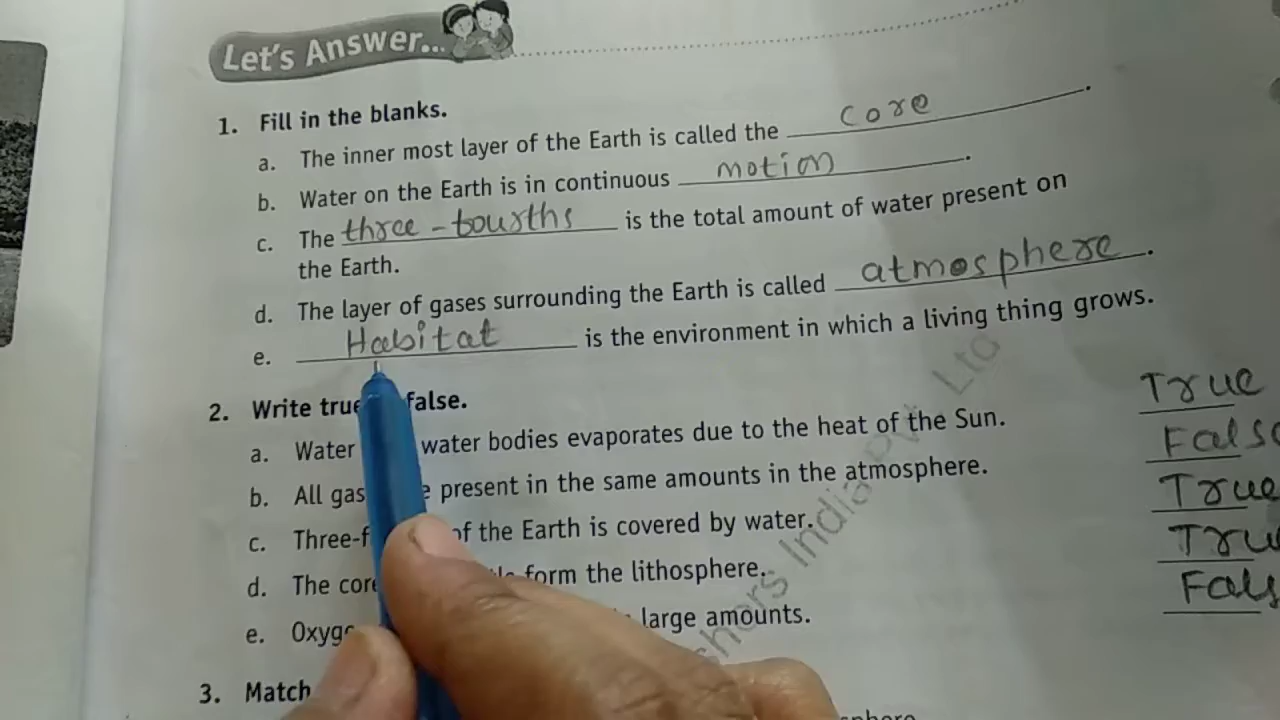 Let's Answer...
1. Fill in the blanks.
a. The inner most layer of the Earth is called the core.
b. Water on the Earth is in continuous motion.
c. The three-fourths is the total amount of water present on
the Earth.
d. The layer of gases surrounding the Earth is called atmosphere.
e. Habitat is the environment in which a living thing grows.
2. Write true false.
a. Water water bodies evaporates due to the heat of the Sun. True
b. All present in the same amounts in the atmosphere. False
c. of the Earth is covered by water. True
d. The form the lithosphere. True
e. large amounts. False
3. Match